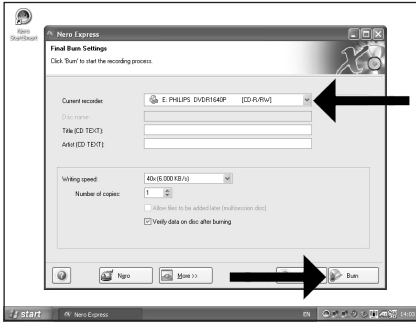 Nero
StartSmart
Nero Express
Final Burn Settings
Click 'Burn' to start the recording process.
Current recorder:
E: PHILIPS DVDR1640P [CD-R/RW]
Disc name:
Title (CD TEXT):
Artist (CD TEXT):
Writing speed:
40x (6.000 KB/s)
Number of copies:
1
Allow files to be added later (multisession disc)
Verify data on disc after burning
Nero
More >>
Burn
start
Nero Express
EN
14:03